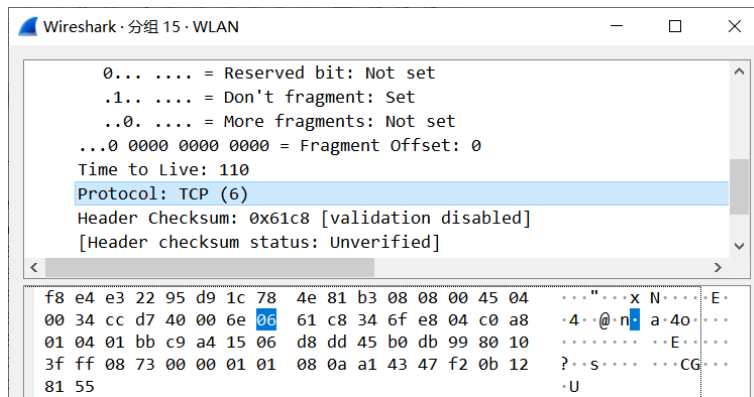 Wireshark · 分组 15 · WLAN
0... .... = Reserved bit: Not set
.1.. .... = Don't fragment: Set
..0. .... = More fragments: Not set
...0 0000 0000 0000 = Fragment Offset: 0
Time to Live: 110
Protocol: TCP (6)
Header Checksum: 0x61c8 [validation disabled]
[Header checksum status: Unverified]
f8 e4 e3 22 95 d9 1c 78 4e 81 b3 08 08 00 45 04 ···"···x N·····E·
00 34 cc d7 40 00 6e 06 61 c8 34 6f e8 04 c0 a8 ·4··@·n· a·4o····
01 04 01 bb c9 a4 15 06 d8 dd 45 b0 db 99 80 10 ········ ··E·····
3f ff 08 73 00 00 01 01 08 0a a1 43 47 f2 0b 12 ?··s···· ···CG···
81 55 ·U